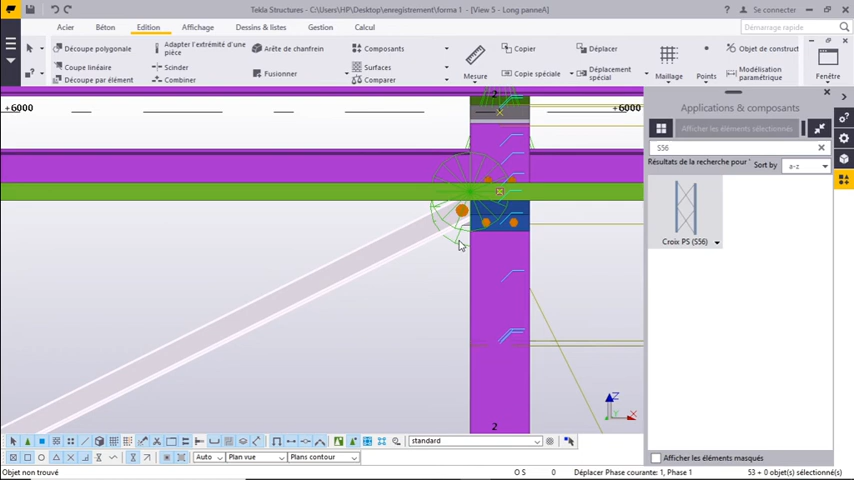 Tekla Structures - C:\Users\HP\Desktop\enregistrement\forma 1 - [View 5 - Long panneA]
Acier Béton Edition Affichage Dessins & listes Gestion Calcul
Se connecter
Démarrage rapide
Découpe polygonale
Coupe linéaire
Découpe par élément
Adapter l'extrémité d'une pièce
Scinder
Combiner
Arête de chanfrein
Fusionner
Composants
Surfaces
Comparer
Mesure
Copier
Copie spéciale
Déplacer
Déplacement spécial
Maillage
Points
Objet de construct
Modélisation paramétrique
Fenêtre
+6000
2
+6000
2
Z
X
Applications & composants
Afficher les éléments sélectionnés
S56
Résultats de la recherche pour '
Sort by
a-z
Croix PS (S56)
Afficher les éléments masqués
standard
Auto
Plan vue
Plans contour
Objet non trouvé
O S
0
Déplacer Phase courante: 1, Phase 1
53 + 0 objet(s) sélectionné(s)